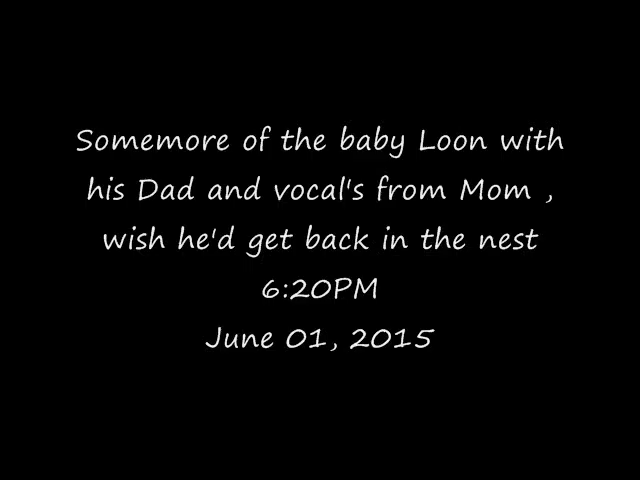 Somemore of the baby Loon with
his Dad and vocal's from Mom ,
wish he'd get back in the nest
6:20PM
June 01, 2015